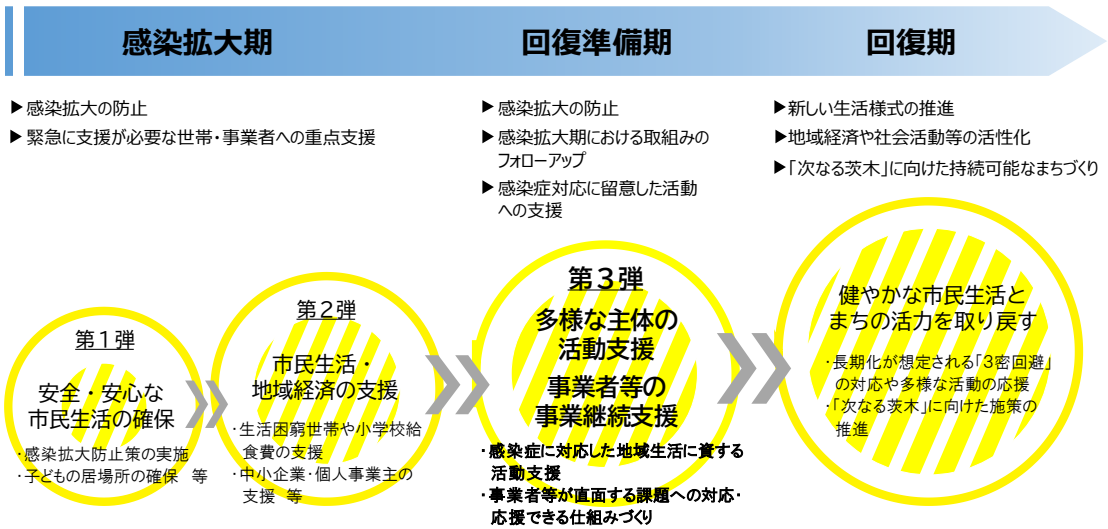 感染拡大期
回復準備期
回復期
▶感染拡大の防止
▶緊急に支援が必要な世帯・事業者への重点支援
▶感染拡大の防止
▶感染拡大期における取組みの
フォローアップ
▶感染症対応に留意した活動
への支援
▶新しい生活様式の推進
▶地域経済や社会活動等の活性化
▶「次なる茨木」に向けた持続可能なまちづくり
第1弾
安全・安心な
市民生活の確保
・感染拡大防止策の実施
・子どもの居場所の確保 等
第2弾
市民生活・
地域経済の支援
・生活困窮世帯や小学校給
食費の支援
・中小企業・個人事業主の
支援 等
第3弾
多様な主体の
活動支援
事業者等の
事業継続支援
・感染症に対応した地域生活に資する
活動支援
・事業者等が直面する課題への対応・
応援できる仕組みづくり
健やかな市民生活と
まちの活力を取り戻す
・長期化が想定される「3密回避」
の対応や多様な活動の応援
・「次なる茨木」に向けた施策の
推進